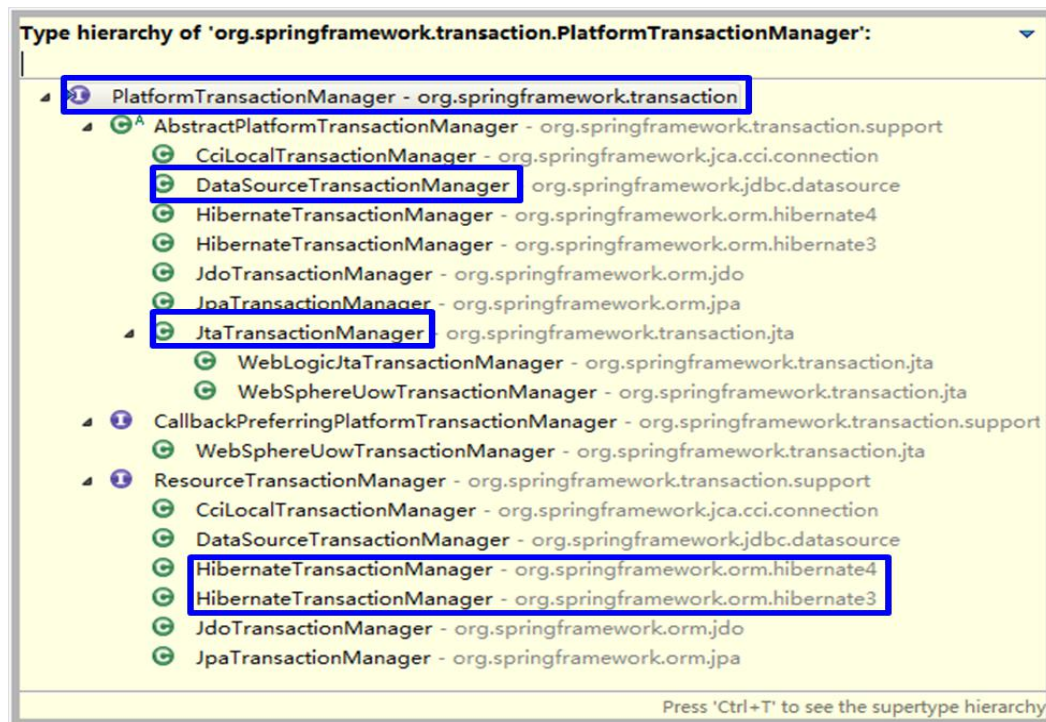 Type hierarchy of 'org.springframework.transaction.PlatformTransactionManager':
PlatformTransactionManager - org.springframework.transaction
AbstractPlatformTransactionManager - org.springframework.transaction.support
CciLocalTransactionManager - org.springframework.jca.cci.connection
DataSourceTransactionManager org.springframework.jdbc.datasource
HibernateTransactionManager - org.springframework.orm.hibernate4
HibernateTransactionManager - org.springframework.orm.hibernate3
JdoTransactionManager - org.springframework.orm.jdo
JpaTransactionManager - org.springframework.orm.jpa
JtaTransactionManager org.springframework.transaction.jta
WebLogicJtaTransactionManager - org.springframework.transaction.jta
WebSphereUowTransactionManager - org.springframework.transaction.jta
CallbackPreferringPlatformTransactionManager - org.springframework.transaction.support
WebSphereUowTransactionManager - org.springframework.transaction.jta
ResourceTransactionManager - org.springframework.transaction.support
CciLocalTransactionManager - org.springframework.jca.cci.connection
DataSourceTransactionManager - org.springframework.jdbc.datasource
HibernateTransactionManager - org.springframework.orm.hibernate4
HibernateTransactionManager - org.springframework.orm.hibernate3
JdoTransactionManager - org.springframework.orm.jdo
JpaTransactionManager - org.springframework.orm.jpa
Press 'Ctrl+T' to see the supertype hierarchy